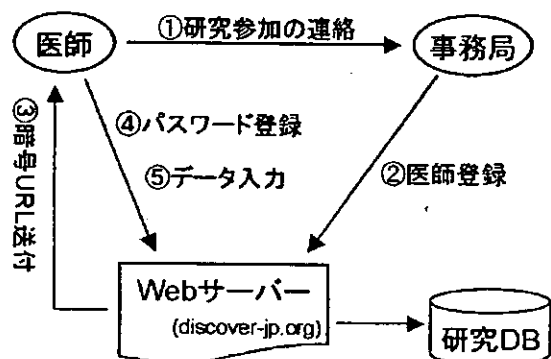 医師
①研究参加の連絡
事務局
③暗号URL送付
④パスワード登録
⑤データ入力
②医師登録
Webサーバー
(discover-jp.org)
研究DB